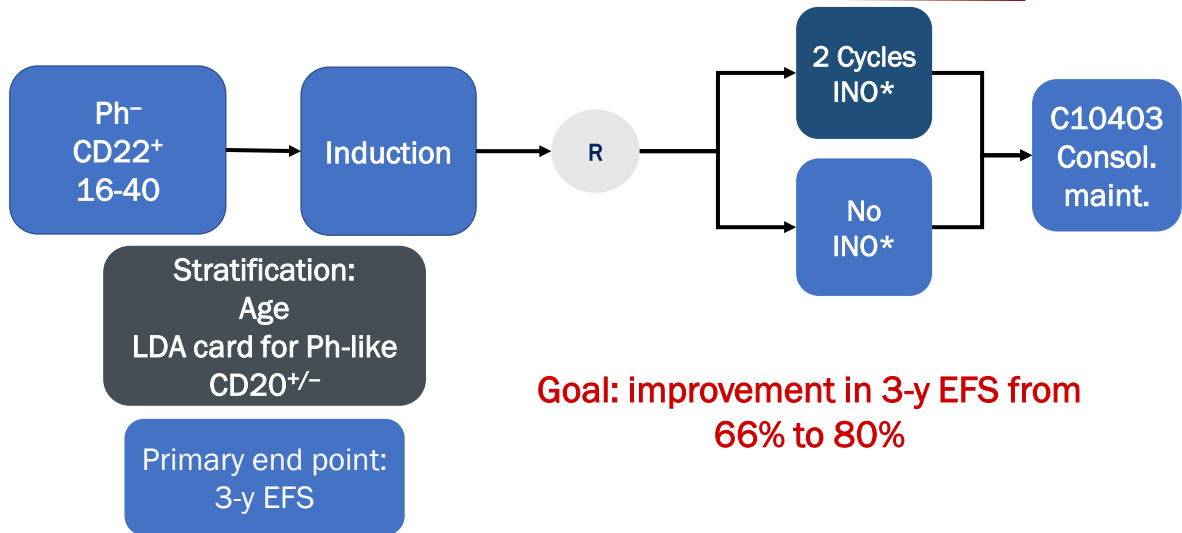 Ph⁻
CD22⁺
16-40
Induction
R
2 Cycles
INO*
No
INO*
C10403
Consol.
maint.
Stratification:
Age
LDA card for Ph-like
CD20⁺/⁻
Primary end point:
3-y EFS
Goal: improvement in 3-y EFS from
66% to 80%